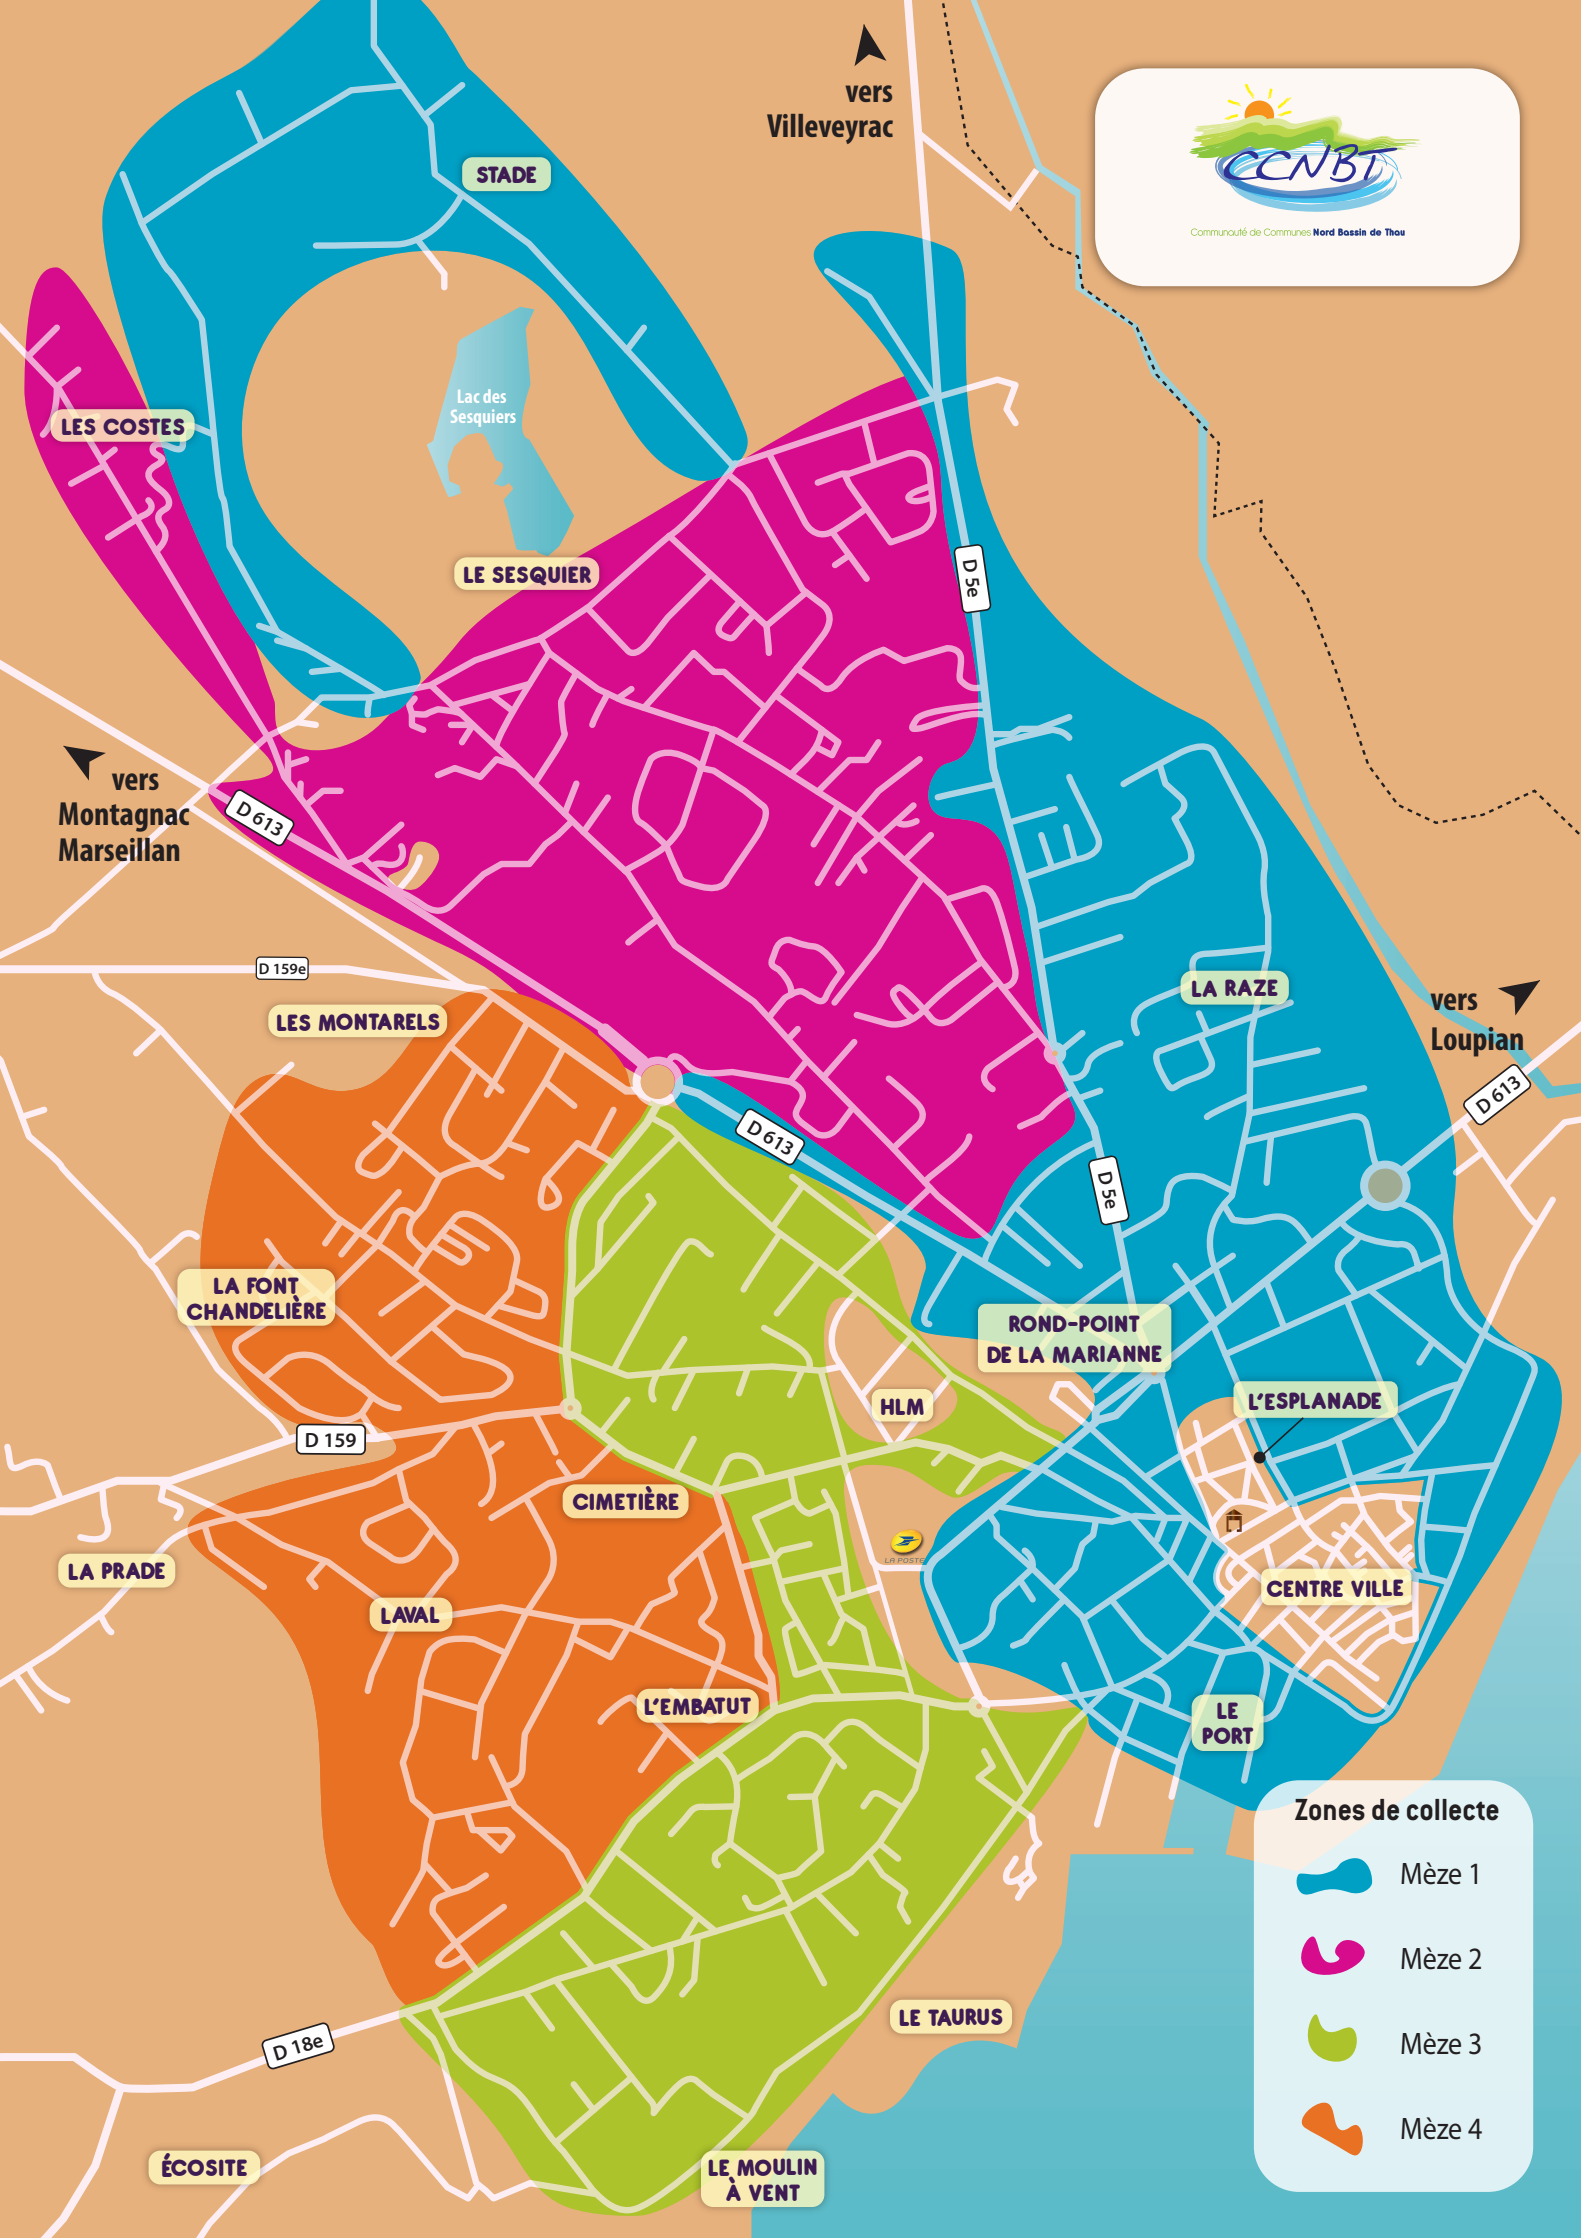 vers
Villeveyrac
CCNBT
Communauté de Communes Nord Bassin de Thau
STADE
Lac des
Sesquiers
LES COSTES
LE SESQUIER
D 5e
vers
Montagnac
Marseillan
D 613
D 159e
LES MONTARELS
LA RAZE
vers
Loupian
D 613
D 613
D 5e
LA FONT
CHANDELIÈRE
ROND-POINT
DE LA MARIANNE
HLM
L'ESPLANADE
D 159
CIMETIÈRE
LA POSTE
LA PRADE
CENTRE VILLE
LAVAL
L'EMBATUT
LE
PORT
Zones de collecte
Mèze 1
Mèze 2
Mèze 3
Mèze 4
LE TAURUS
D 18e
ÉCOSITE
LE MOULIN
À VENT